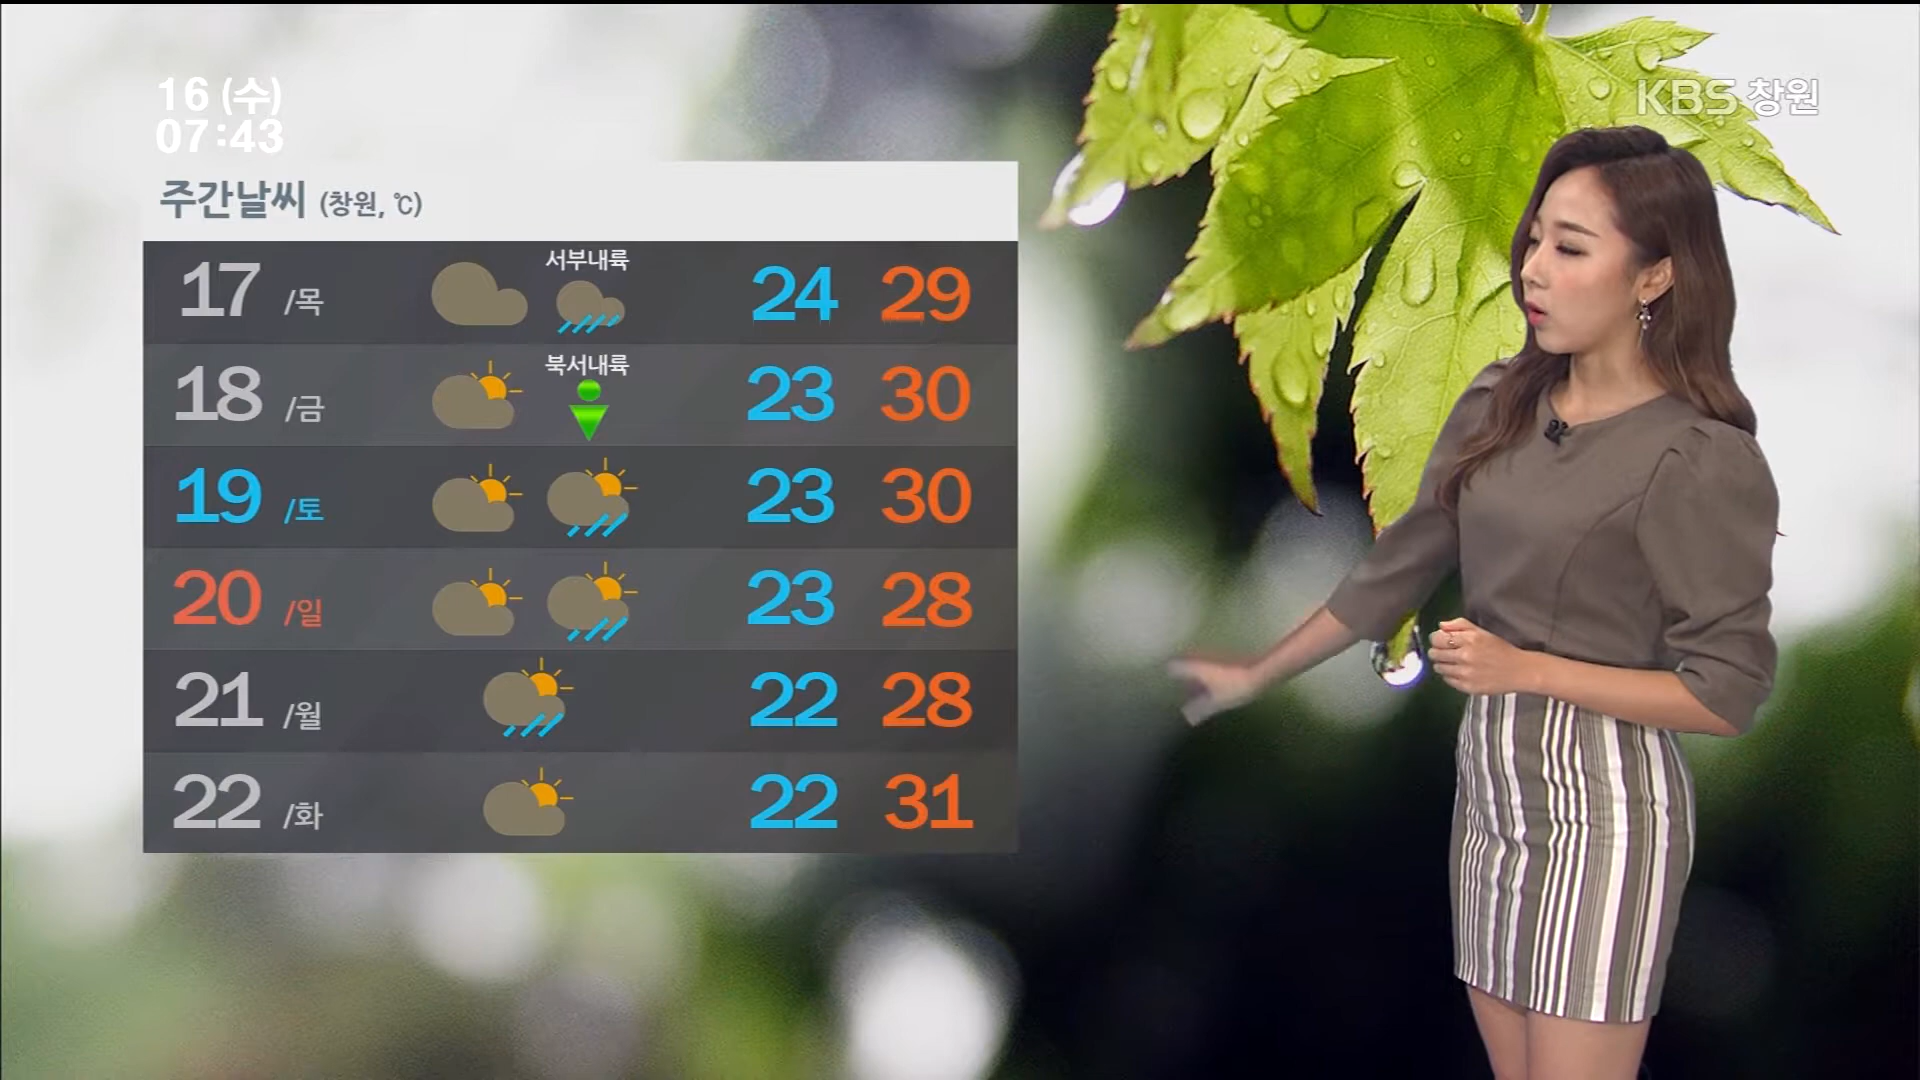 16 (수)
07:43
KBS 창원
주간날씨 (창원, ℃)
17 /목 서부내륙 24 29
18 /금 북서내륙 23 30
19 /토 23 30
20 /일 23 28
21 /월 22 28
22 /화 22 31